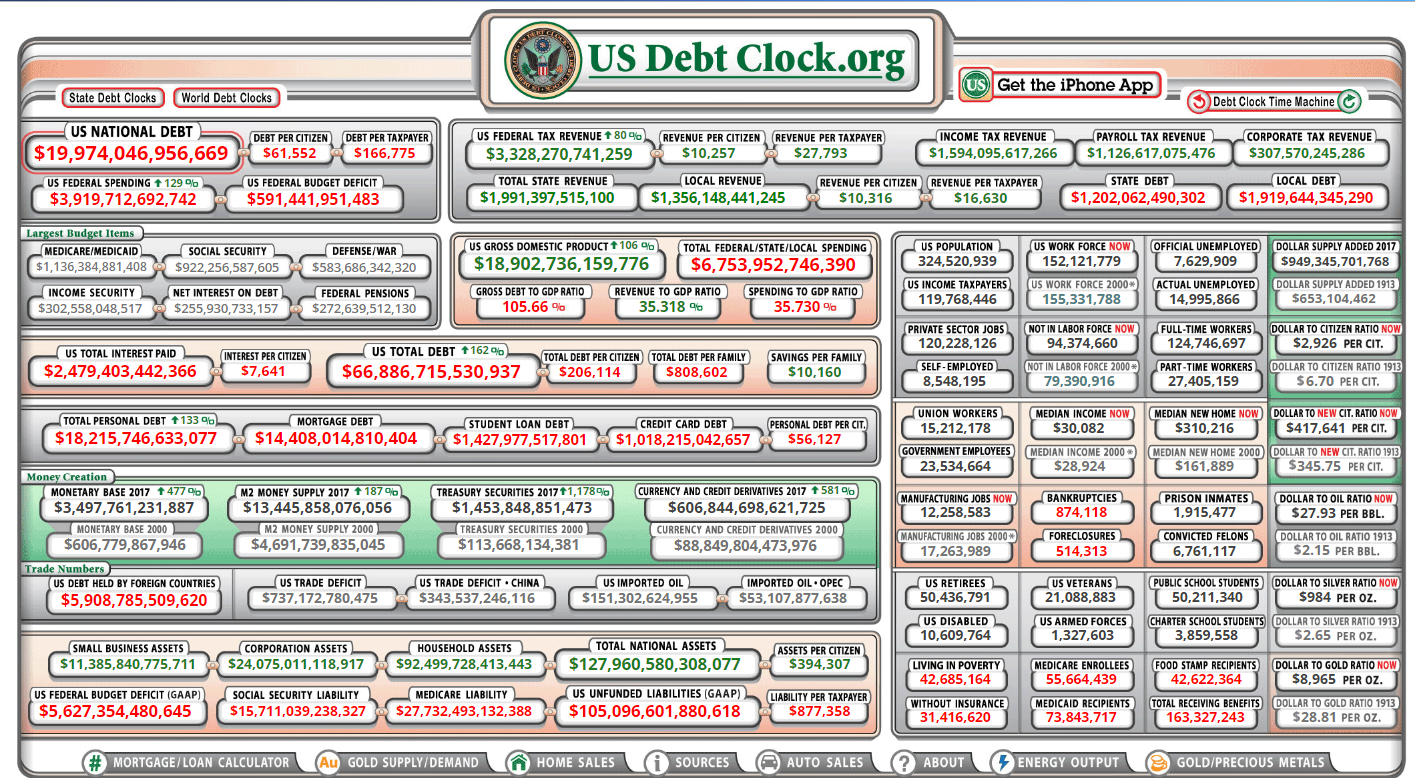 US Debt Clock.org
State Debt Clocks World Debt Clocks
US Get the iPhone App
Debt Clock Time Machine
US NATIONAL DEBT DEBT PER CITIZEN DEBT PER TAXPAYER
$19,974,046,956,669 $61,552 $166,775
US FEDERAL SPENDING 129 % US FEDERAL BUDGET DEFICIT
$3,919,712,692,742 $591,441,951,483
US FEDERAL TAX REVENUE 80 % REVENUE PER CITIZEN REVENUE PER TAXPAYER INCOME TAX REVENUE PAYROLL TAX REVENUE CORPORATE TAX REVENUE
$3,328,270,741,259 $10,257 $27,793 $1,594,095,617,266 $1,126,617,075,476 $307,570,245,286
TOTAL STATE REVENUE LOCAL REVENUE REVENUE PER CITIZEN REVENUE PER TAXPAYER STATE DEBT LOCAL DEBT
$1,991,397,515,100 $1,356,148,441,245 $10,316 $16,630 $1,202,062,490,302 $1,919,644,345,290
Largest Budget Items
MEDICARE/MEDICAID SOCIAL SECURITY DEFENSE/WAR
$1,136,384,881,408 $922,256,587,605 $583,686,342,320
INCOME SECURITY NET INTEREST ON DEBT FEDERAL PENSIONS
$302,558,048,517 $255,930,733,157 $272,639,512,130
US GROSS DOMESTIC PRODUCT 106 % TOTAL FEDERAL/STATE/LOCAL SPENDING
$18,902,736,159,776 $6,753,952,746,390
GROSS DEBT TO GDP RATIO REVENUE TO GDP RATIO SPENDING TO GDP RATIO
105.66 % 35.318 % 35.730 %
US TOTAL INTEREST PAID INTEREST PER CITIZEN US TOTAL DEBT 162 % TOTAL DEBT PER CITIZEN TOTAL DEBT PER FAMILY SAVINGS PER FAMILY
$2,479,403,442,366 $7,641 $66,886,715,530,937 $206,114 $808,602 $10,160
TOTAL PERSONAL DEBT 133 % MORTGAGE DEBT STUDENT LOAN DEBT CREDIT CARD DEBT PERSONAL DEBT PER CIT.
$18,215,746,633,077 $14,408,014,810,404 $1,427,977,517,801 $1,018,215,042,657 $56,127
Money Creation
MONETARY BASE 2017 477 % M2 MONEY SUPPLY 2017 187 % TREASURY SECURITIES 2017 1,178 % CURRENCY AND CREDIT DERIVATIVES 2017 581 %
$3,497,761,231,887 $13,445,858,076,056 $1,453,848,851,473 $606,844,698,621,725
MONETARY BASE 2000 M2 MONEY SUPPLY 2000 TREASURY SECURITIES 2000 CURRENCY AND CREDIT DERIVATIVES 2000
$606,779,867,946 $4,691,739,835,045 $113,668,134,381 $88,849,804,473,976
Trade Numbers
US DEBT HELD BY FOREIGN COUNTRIES US TRADE DEFICIT US TRADE DEFICIT • CHINA US IMPORTED OIL IMPORTED OIL • OPEC
$5,908,785,509,620 $737,172,780,475 $343,537,246,116 $151,302,624,955 $53,107,877,638
SMALL BUSINESS ASSETS CORPORATION ASSETS HOUSEHOLD ASSETS TOTAL NATIONAL ASSETS ASSETS PER CITIZEN
$11,385,840,775,711 $24,075,011,118,917 $92,499,728,413,443 $127,960,580,308,077 $394,307
US FEDERAL BUDGET DEFICIT (GAAP) SOCIAL SECURITY LIABILITY MEDICARE LIABILITY US UNFUNDED LIABILITIES (GAAP) LIABILITY PER TAXPAYER
$5,627,354,480,645 $15,711,039,238,327 $27,732,493,132,388 $105,096,601,880,618 $877,358
US POPULATION US WORK FORCE NOW OFFICIAL UNEMPLOYED DOLLAR SUPPLY ADDED 2017
324,520,939 152,121,779 7,629,909 $949,345,701,768
US INCOME TAXPAYERS US WORK FORCE 2000* ACTUAL UNEMPLOYED DOLLAR SUPPLY ADDED 1913
119,768,446 155,331,788 14,995,866 $653,104,462
PRIVATE SECTOR JOBS NOT IN LABOR FORCE NOW FULL-TIME WORKERS DOLLAR TO CITIZEN RATIO NOW
120,228,126 94,374,660 124,746,697 $2,926 PER CIT.
SELF-EMPLOYED NOT IN LABOR FORCE 2000* PART-TIME WORKERS DOLLAR TO CITIZEN RATIO 1913
8,548,195 79,390,916 27,405,159 $6.70 PER CIT.
UNION WORKERS MEDIAN INCOME NOW MEDIAN NEW HOME NOW DOLLAR TO NEW CIT. RATIO NOW
15,212,178 $30,082 $310,216 $417,641 PER CIT.
GOVERNMENT EMPLOYEES MEDIAN INCOME 2000* MEDIAN NEW HOME 2000 DOLLAR TO NEW CIT. RATIO 1913
23,534,664 $28,924 $161,889 $345.75 PER CIT.
MANUFACTURING JOBS NOW BANKRUPTCIES PRISON INMATES DOLLAR TO OIL RATIO NOW
12,258,583 874,118 1,915,477 $27.93 PER BBL.
MANUFACTURING JOBS 2000* FORECLOSURES CONVICTED FELONS DOLLAR TO OIL RATIO 1913
17,263,989 514,313 6,761,117 $2.15 PER BBL.
US RETIREES US VETERANS PUBLIC SCHOOL STUDENTS DOLLAR TO SILVER RATIO NOW
50,436,791 21,088,883 50,211,340 $984 PER OZ.
US DISABLED US ARMED FORCES CHARTER SCHOOL STUDENTS DOLLAR TO SILVER RATIO 1913
10,609,764 1,327,603 3,859,558 $2.65 PER OZ.
LIVING IN POVERTY MEDICARE ENROLLEES FOOD STAMP RECIPIENTS DOLLAR TO GOLD RATIO NOW
42,685,164 55,664,439 42,622,364 $8,965 PER OZ.
WITHOUT INSURANCE MEDICAID RECIPIENTS TOTAL RECEIVING BENEFITS DOLLAR TO GOLD RATIO 1913
31,416,620 73,843,717 163,327,243 $28.81 PER OZ.
# MORTGAGE/LOAN CALCULATOR Au GOLD SUPPLY/DEMAND HOME SALES i SOURCES AUTO SALES ? ABOUT ENERGY OUTPUT GOLD/PRECIOUS METALS